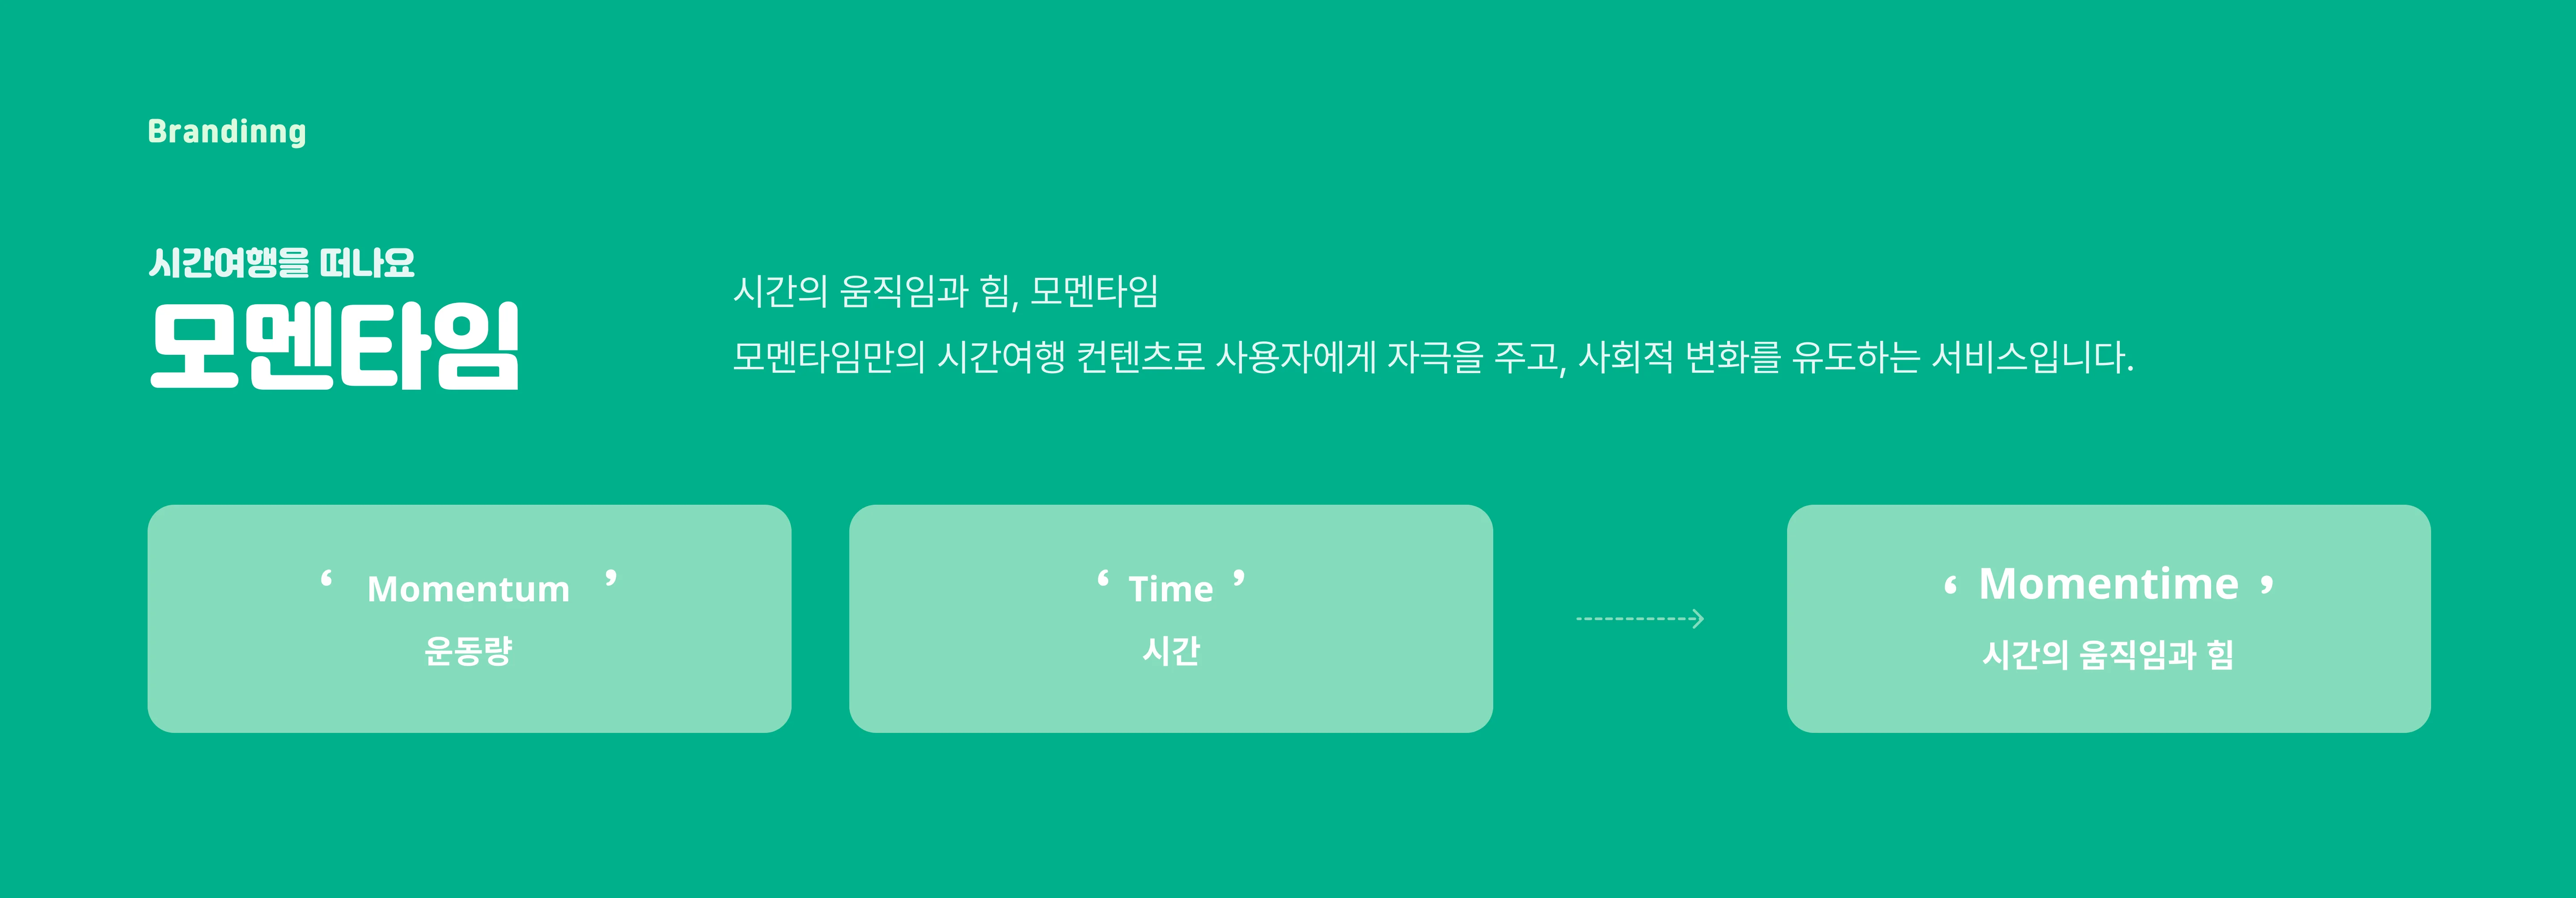 Brandinng
시간여행을 떠나요
모멘타임
시간의 움직임과 힘, 모멘타임
모멘타임만의 시간여행 컨텐츠로 사용자에게 자극을 주고, 사회적 변화를 유도하는 서비스입니다.
‘ Momentum ’
운동량
‘ Time ’
시간
‘ Momentime ’
시간의 움직임과 힘